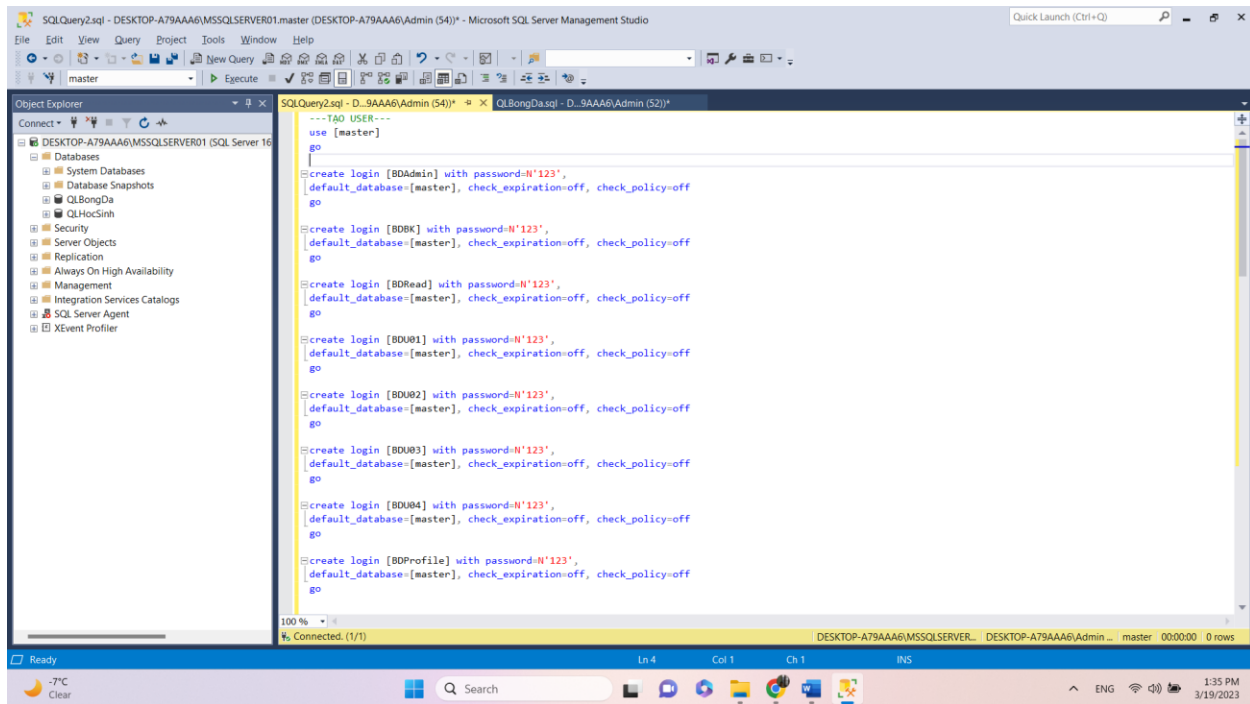 SQLQuery2.sql - DESKTOP-A79AAA6\MSSQLSERVER01.master (DESKTOP-A79AAA6\Admin (54))* - Microsoft SQL Server Management Studio
Quick Launch (Ctrl+Q)
File Edit View Query Project Tools Window Help
New Query
master
Execute
Object Explorer
SQLQuery2.sql - D...9AAA6\Admin (54))*
QLBongDa.sql - D...9AAA6\Admin (52))*
Connect
DESKTOP-A79AAA6\MSSQLSERVER01 (SQL Server 16
Databases
System Databases
Database Snapshots
QLBongDa
QLHocSinh
Security
Server Objects
Replication
Always On High Availability
Management
Integration Services Catalogs
SQL Server Agent
XEvent Profiler
---TẠO USER---
use [master]
go
create login [BDAdmin] with password=N'123',
default_database=[master], check_expiration=off, check_policy=off
go
create login [BDBK] with password=N'123',
default_database=[master], check_expiration=off, check_policy=off
go
create login [BDRead] with password=N'123',
default_database=[master], check_expiration=off, check_policy=off
go
create login [BDU01] with password=N'123',
default_database=[master], check_expiration=off, check_policy=off
go
create login [BDU02] with password=N'123',
default_database=[master], check_expiration=off, check_policy=off
go
create login [BDU03] with password=N'123',
default_database=[master], check_expiration=off, check_policy=off
go
create login [BDU04] with password=N'123',
default_database=[master], check_expiration=off, check_policy=off
go
create login [BDProfile] with password=N'123',
default_database=[master], check_expiration=off, check_policy=off
go
100 %
Connected. (1/1)
DESKTOP-A79AAA6\MSSQLSERVER... DESKTOP-A79AAA6\Admin ... master 00:00:00 0 rows
Ready
Ln 4 Col 1 Ch 1 INS
-7°C
Clear
Search
ENG
1:35 PM
3/19/2023